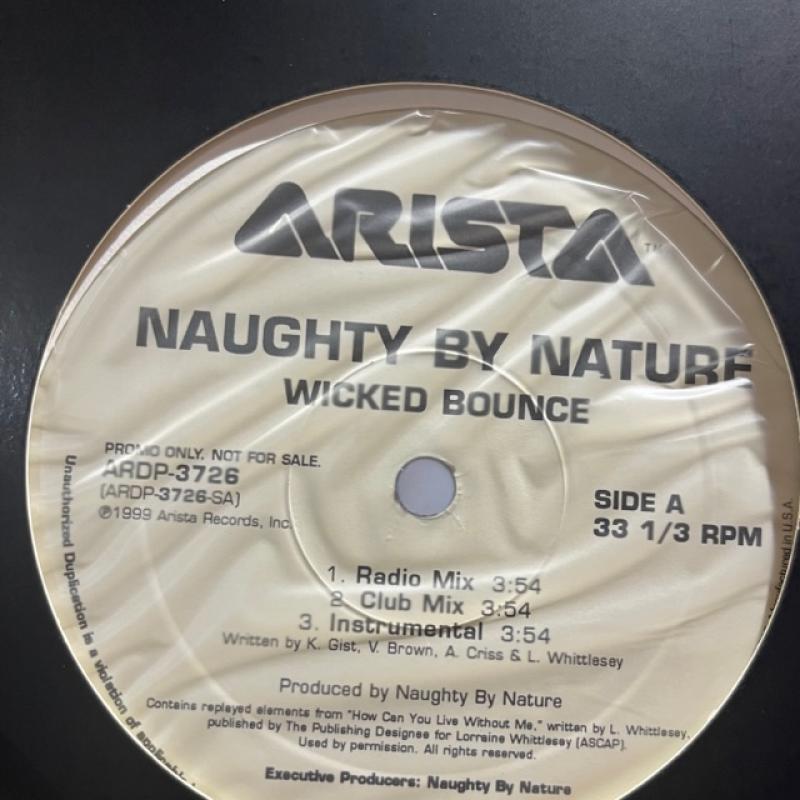 ARISTA™
NAUGHTY BY NATURE
WICKED BOUNCE
PROMO ONLY. NOT FOR SALE.
ARDP-3726
(ARDP-3726-SA)
℗1999 Arista Records, Inc.
SIDE A
33 1/3 RPM
1. Radio Mix 3:54
2 Club Mix 3:54
3. Instrumental 3:54
Written by K. Gist, V. Brown, A. Criss & L. Whittlesey
Produced by Naughty By Nature
Contains replayed elements from "How Can You Live Without Me," written by L. Whittlesey,
published by The Publishing Designee for Lorraine Whittlesey (ASCAP).
Used by permission. All rights reserved.
Executive Producers: Naughty By Nature
Unauthorized Duplication is a violation of
in U.S.A.